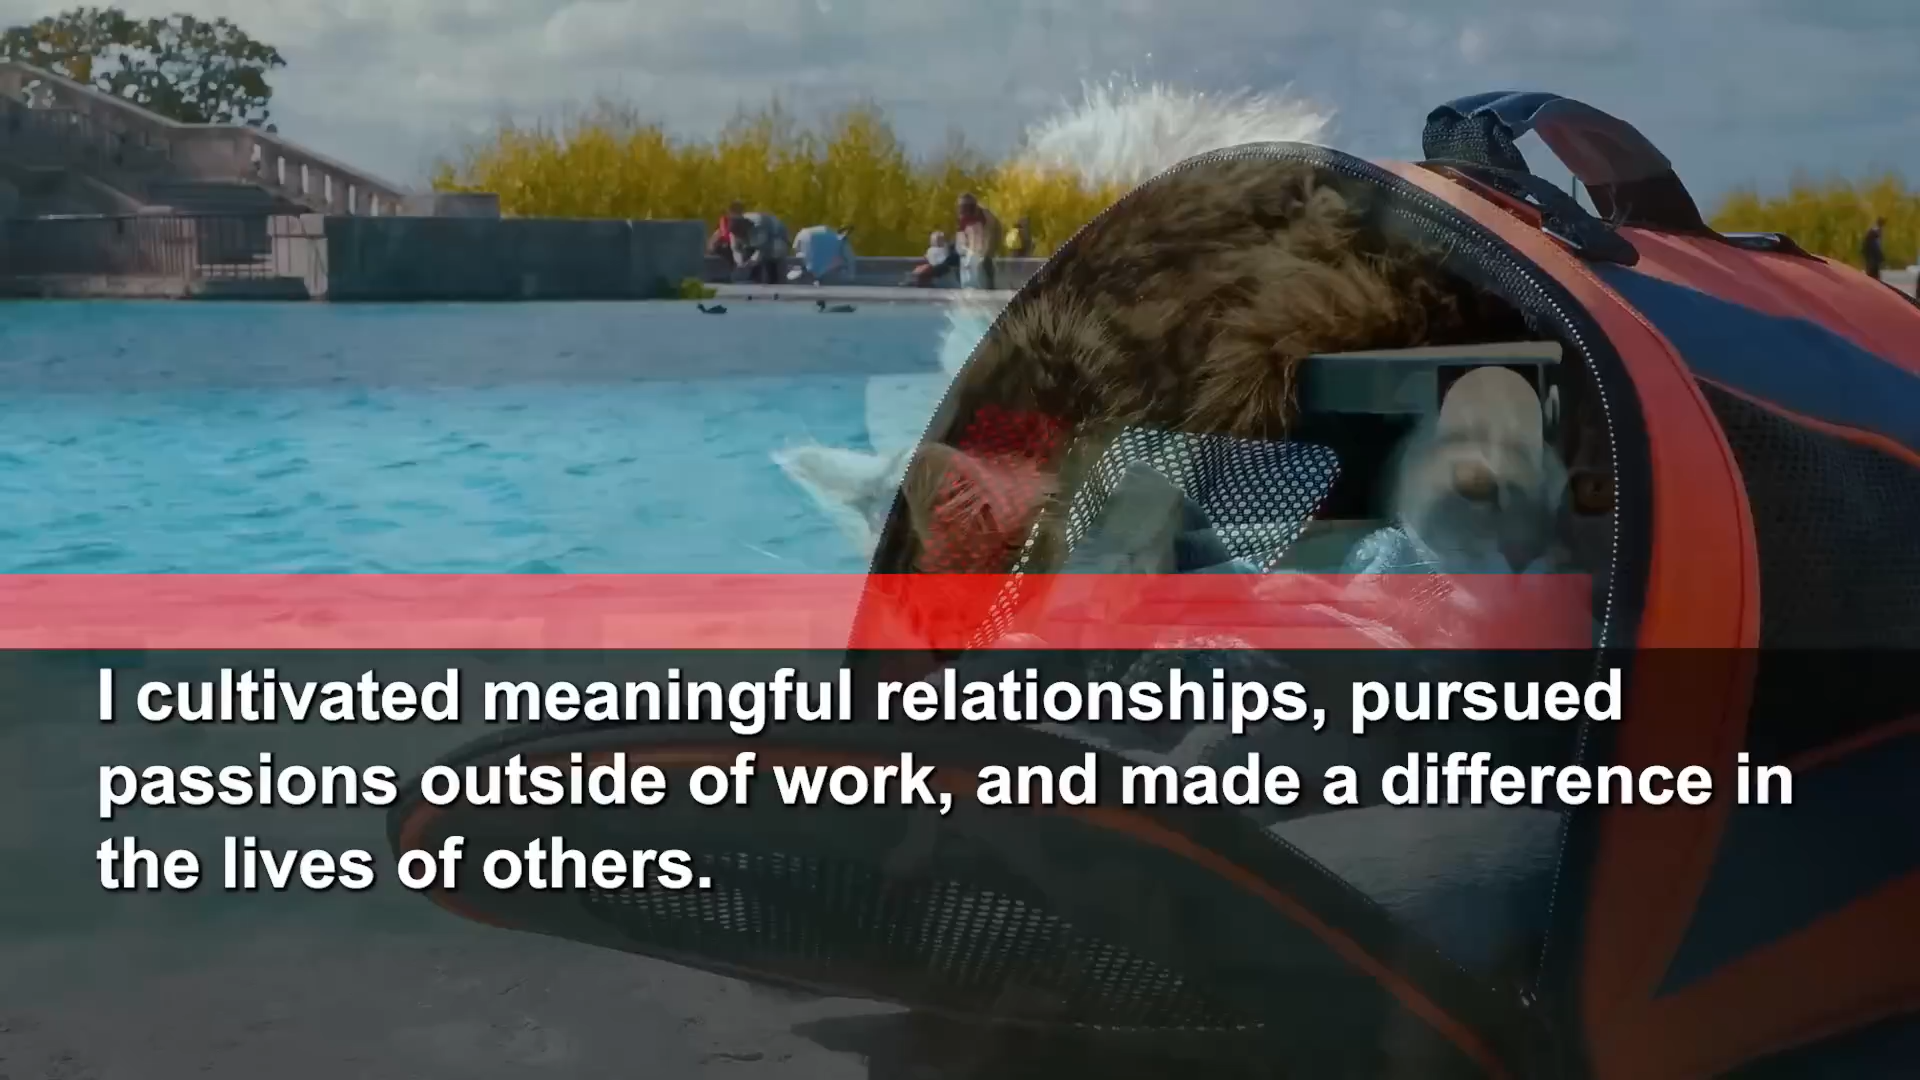 I cultivated meaningful relationships, pursued
passions outside of work, and made a difference in
the lives of others.